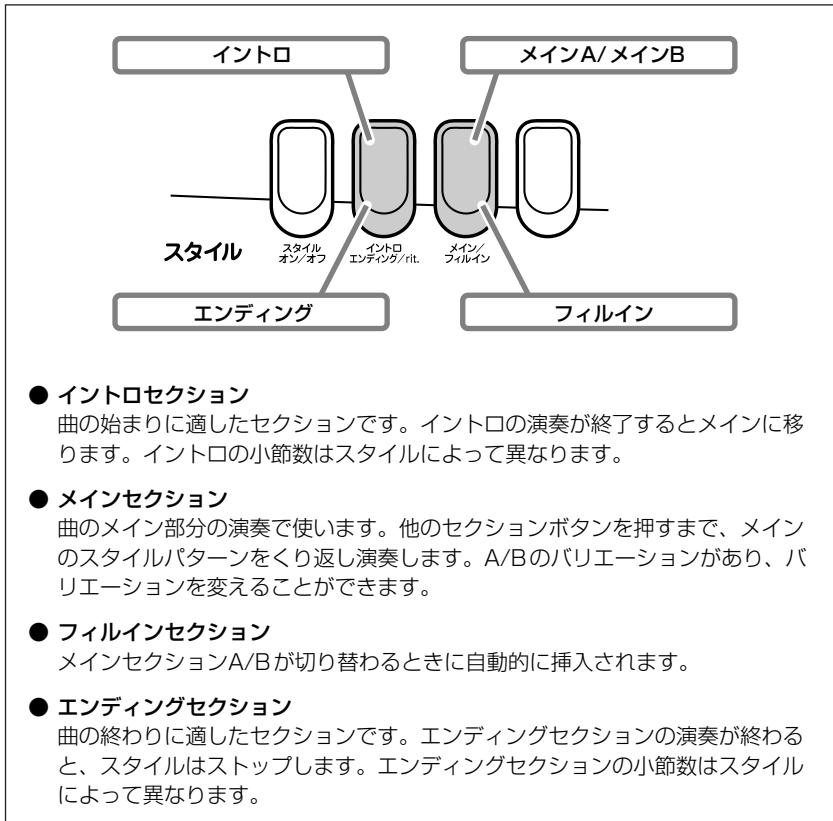 イントロ
メインA/メインB
スタイル
スタイル
オン/オフ
イントロ
エンディング/rit.
メイン/
フィルイン
エンディング
フィルイン
● イントロセクション
曲の始まりに適したセクションです。イントロの演奏が終了するとメインに移
ります。イントロの小節数はスタイルによって異なります。
● メインセクション
曲のメイン部分の演奏で使います。他のセクションボタンを押すまで、メイン
のスタイルパターンをくり返し演奏します。A/Bのバリエーションがあり、バ
リエーションを変えることができます。
● フィルインセクション
メインセクションA/Bが切り替わるときに自動的に挿入されます。
● エンディングセクション
曲の終わりに適したセクションです。エンディングセクションの演奏が終わる
と、スタイルはストップします。エンディングセクションの小節数はスタイル
によって異なります。